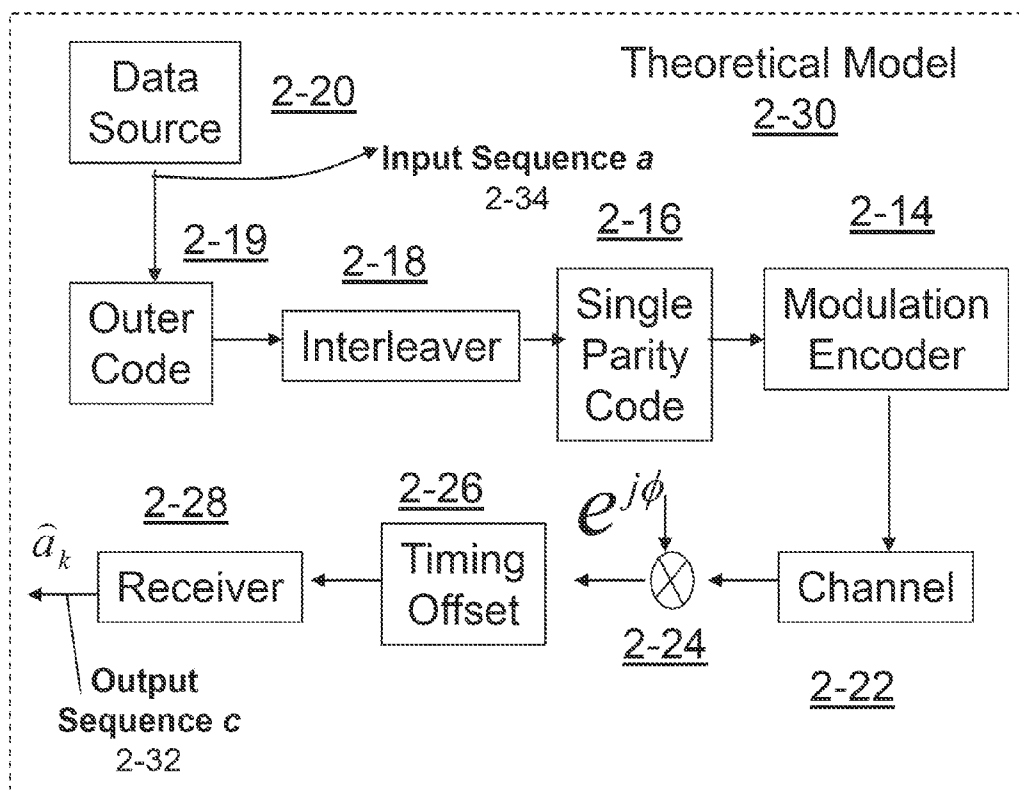 Data
Source
2-20
Theoretical Model
2-30
Input Sequence a
2-34
2-19
2-18
2-16
2-14
Outer
Code
Interleaver
Single
Parity
Code
Modulation
Encoder
2-28
2-26
e^{jϕ}
â_k
Receiver
Timing
Offset
Channel
2-24
2-22
Output
Sequence c
2-32